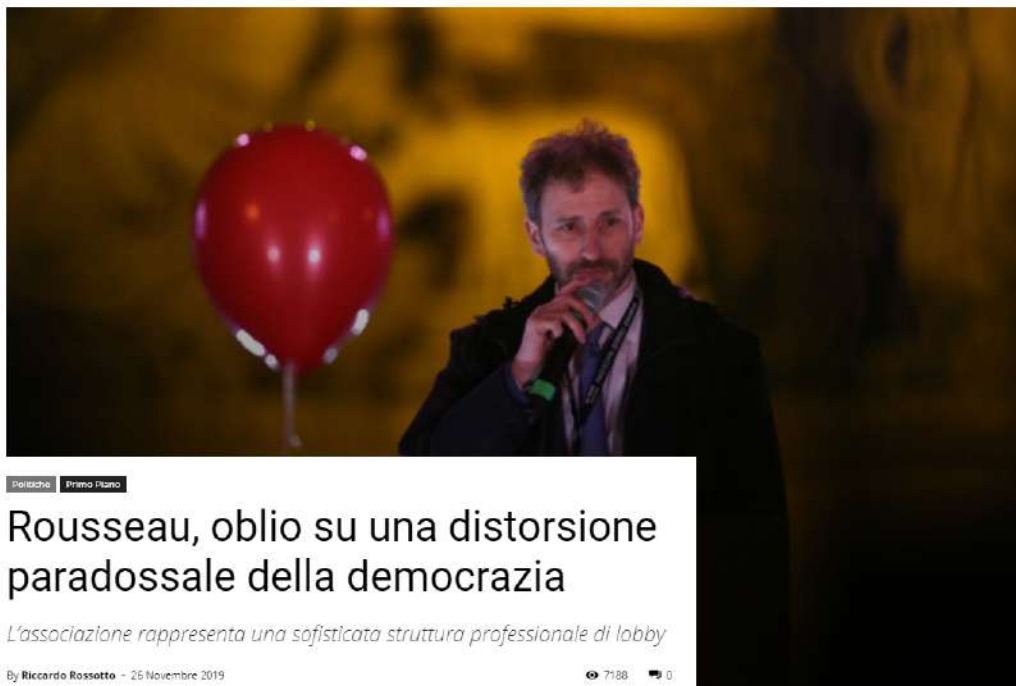 Politiche Primo Piano
Rousseau, oblio su una distorsione
paradossale della democrazia
L'associazione rappresenta una sofisticata struttura professionale di lobby
By Riccardo Rossotto - 26 Novembre 2019 7188 0